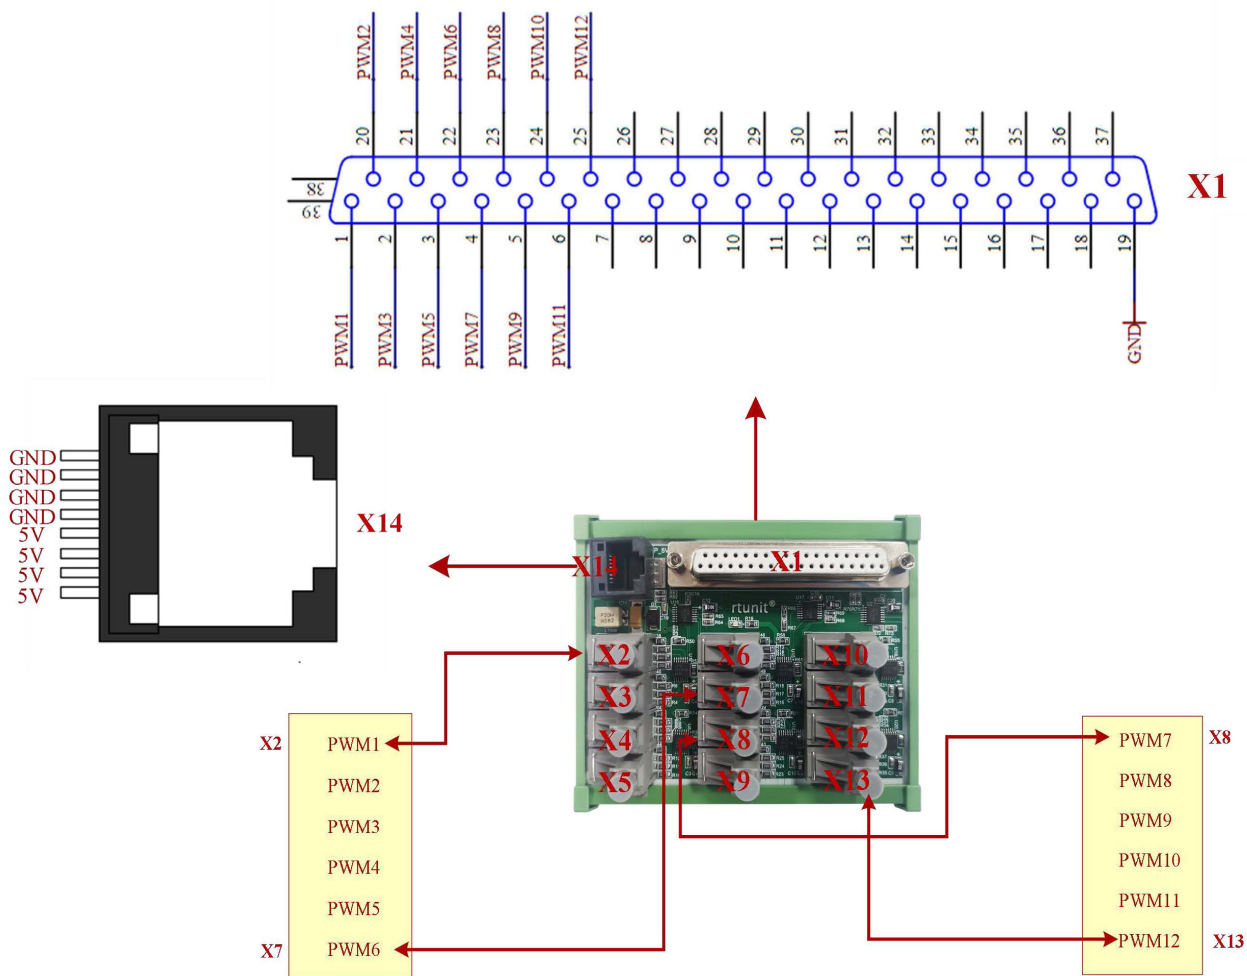 PWM2
PWM4
PWM6
PWM8
PWM10
PWM12
20
21
22
23
24
25
26
27
28
29
30
31
32
33
34
35
36
37
38
39
X1
1
2
3
4
5
6
7
8
9
10
11
12
13
14
15
16
17
18
19
PWM1
PWM3
PWM5
PWM7
PWM9
PWM11
GND
GND
GND
GND
GND
5V
5V
5V
5V
X14
X14
X1
rtunit®
X2
X6
X10
X3
X7
X11
X4
X8
X12
X5
X9
X13
X2
PWM1
PWM2
PWM3
PWM4
PWM5
X7
PWM6
PWM7
X8
PWM8
PWM9
PWM10
PWM11
PWM12
X13